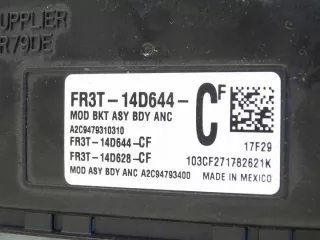 UPPLIER
R79DE
FR3T-14D644-
CF
MOD BKT ASY BDY ANC
A2C9479310310
FR3T-14D644-CF
FR3T-14D628-CF
17F29
103CF271782621K
MOD ASY BDY ANC A2C94793400
MADE IN MEXICO